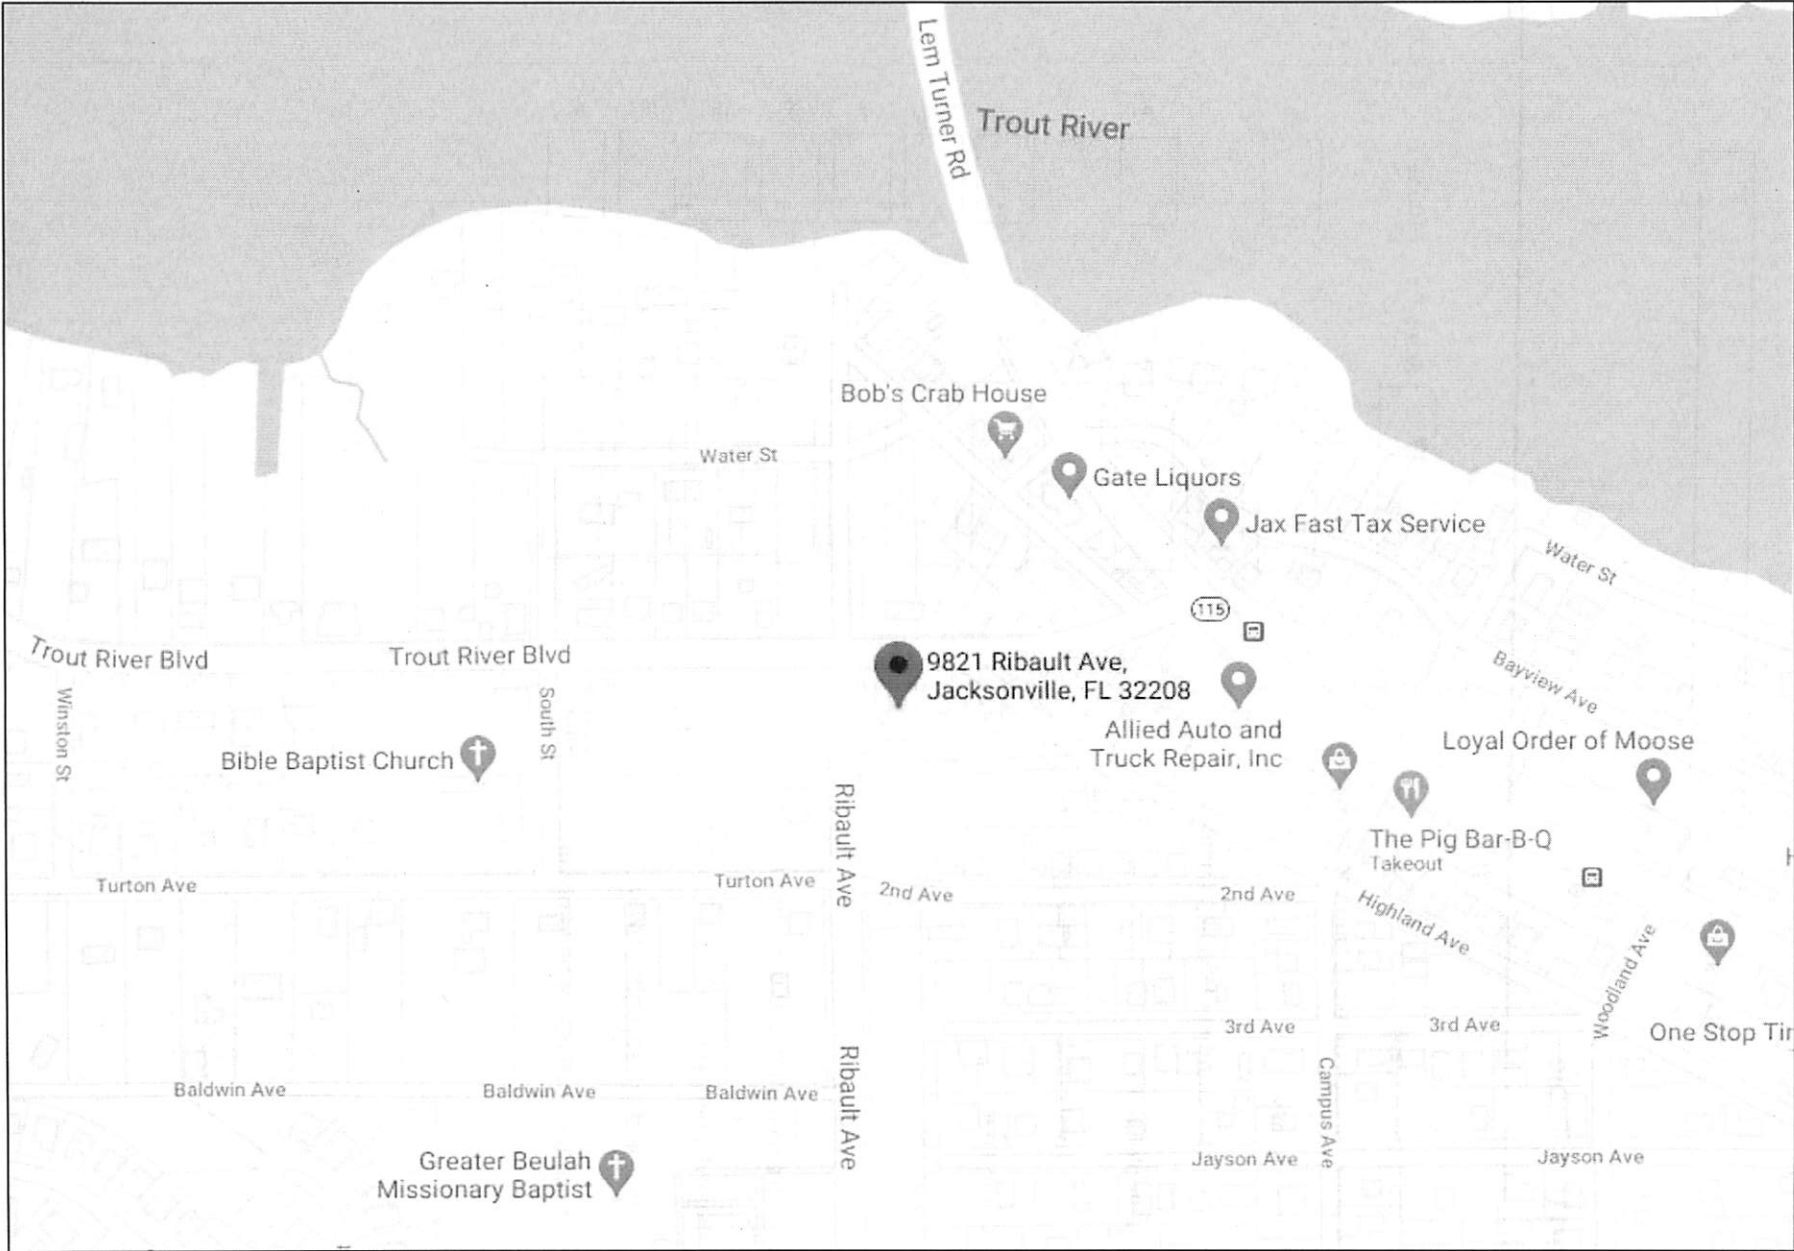 Lem Turner Rd
Trout River
Bob's Crab House
Water St
Gate Liquors
Jax Fast Tax Service
Water St
115
Trout River Blvd
Trout River Blvd
9821 Ribault Ave,
Jacksonville, FL 32208
Bayview Ave
Winston St
South St
Bible Baptist Church
Allied Auto and
Truck Repair, Inc
Loyal Order of Moose
Ribault Ave
The Pig Bar-B-Q
Takeout
Turton Ave
Turton Ave
2nd Ave
2nd Ave
Highland Ave
Woodland Ave
3rd Ave
3rd Ave
One Stop Tir
Baldwin Ave
Baldwin Ave
Baldwin Ave
Ribault Ave
Campus Ave
Greater Beulah
Missionary Baptist
Jayson Ave
Jayson Ave